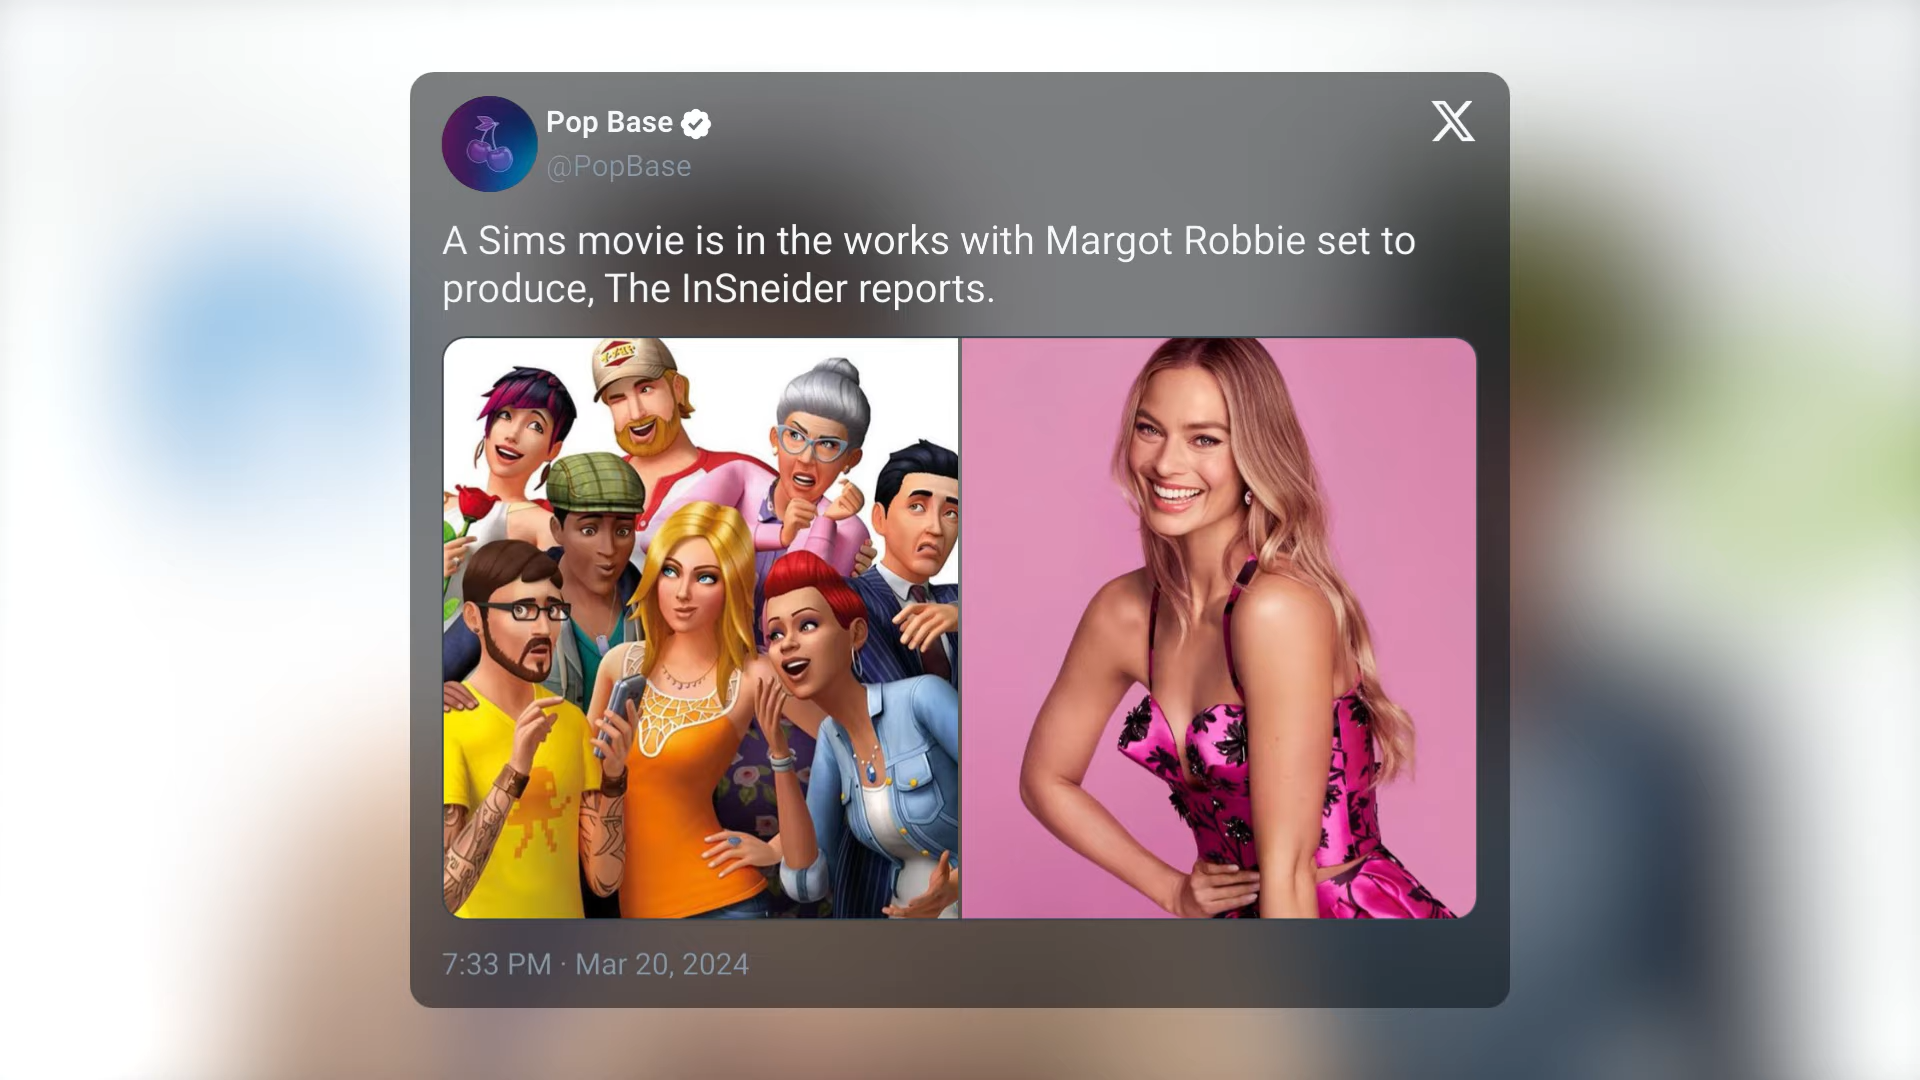 Pop Base
@PopBase
A Sims movie is in the works with Margot Robbie set to
produce, The InSneider reports.
7:33 PM · Mar 20, 2024